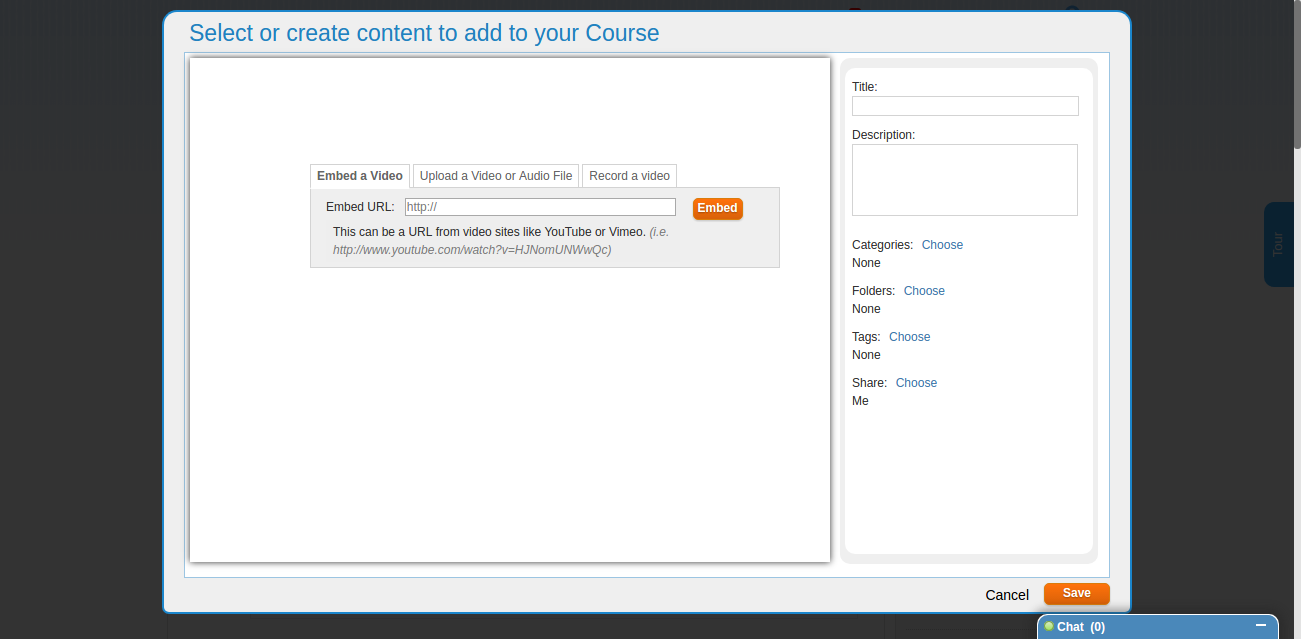 Select or create content to add to your Course
Embed a Video
Upload a Video or Audio File
Record a video
Embed URL:
http://
Embed
This can be a URL from video sites like YouTube or Vimeo. (i.e.
http://www.youtube.com/watch?v=HJNomUNWwQc)
Title:
Description:
Categories: Choose
None
Folders: Choose
None
Tags: Choose
None
Share: Choose
Me
Tour
Cancel
Save
Chat (0)